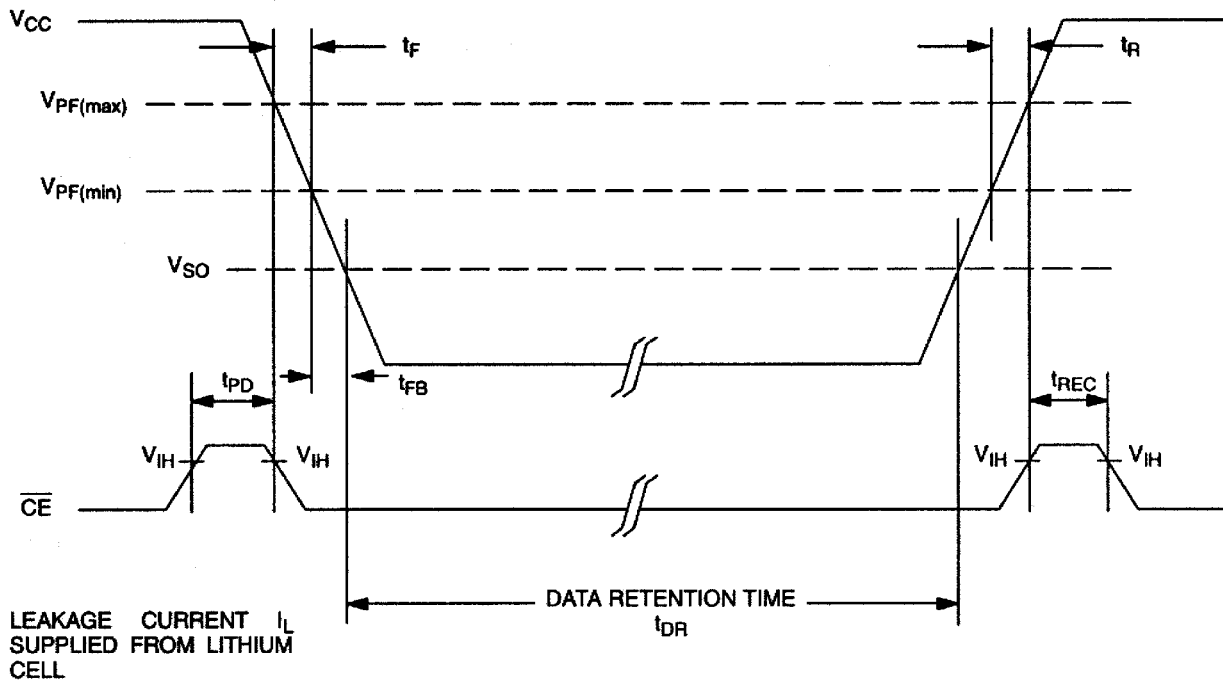 VCC
tF
tR
VPF(max)
VPF(min)
VSO
tPD
tFB
tREC
VIH
VIH
VIH
VIH
CE
DATA RETENTION TIME
tDR
LEAKAGE CURRENT IL
SUPPLIED FROM LITHIUM
CELL